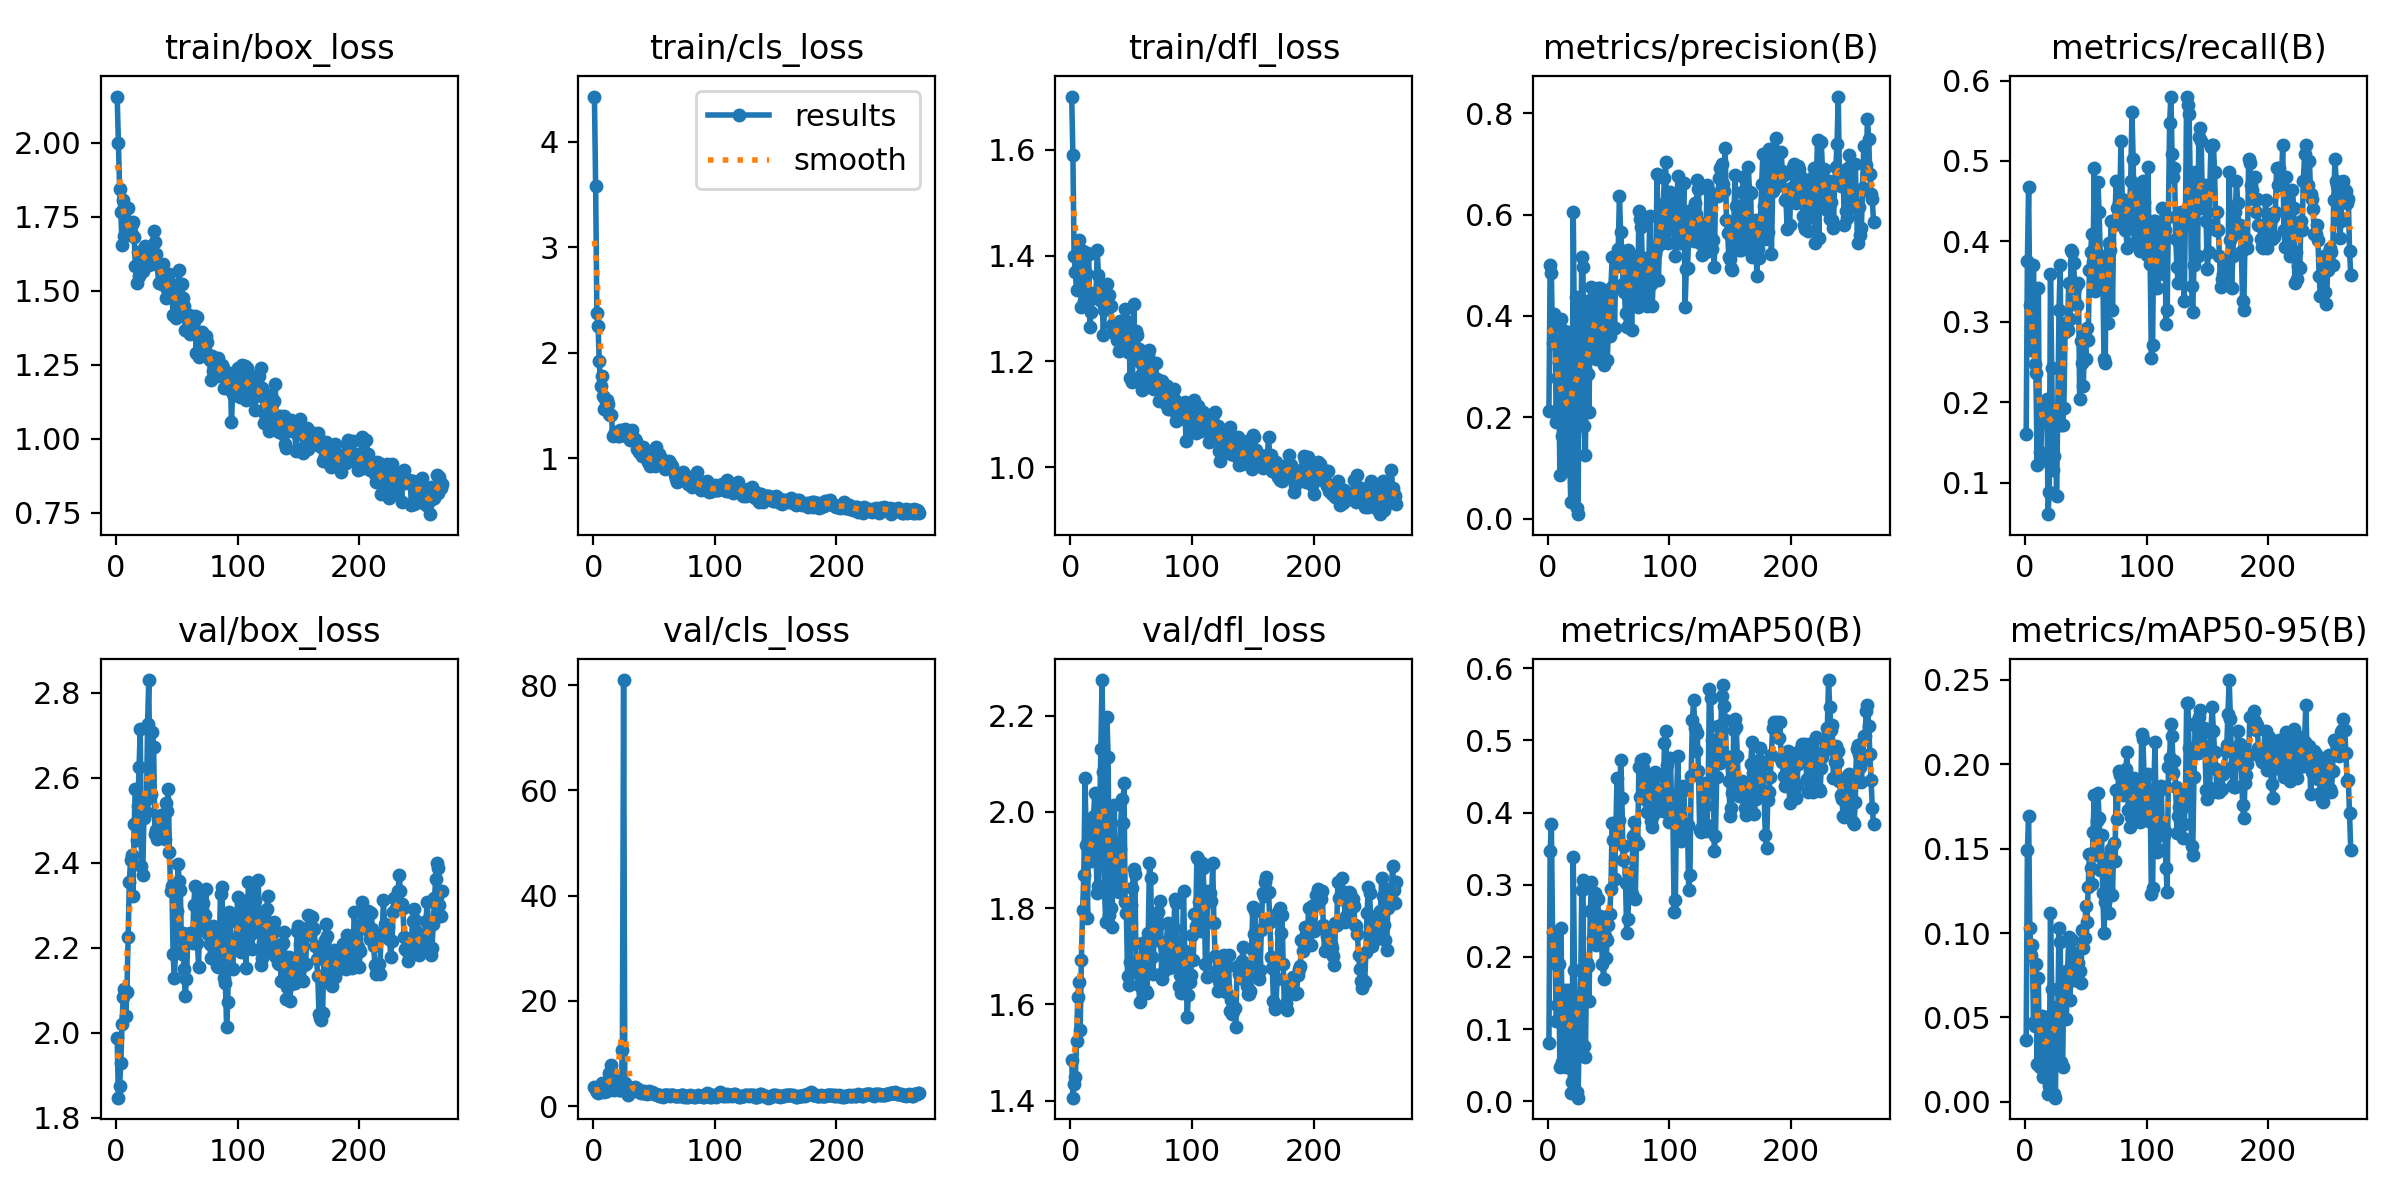 train/box_loss
2.00
1.75
1.50
1.25
1.00
0.75
0 100 200
train/cls_loss
results
smooth
4
3
2
1
0 100 200
train/dfl_loss
1.6
1.4
1.2
1.0
0 100 200
metrics/precision(B)
0.8
0.6
0.4
0.2
0.0
0 100 200
metrics/recall(B)
0.6
0.5
0.4
0.3
0.2
0.1
0 100 200
val/box_loss
2.8
2.6
2.4
2.2
2.0
1.8
0 100 200
val/cls_loss
80
60
40
20
0
0 100 200
val/dfl_loss
2.2
2.0
1.8
1.6
1.4
0 100 200
metrics/mAP50(B)
0.6
0.5
0.4
0.3
0.2
0.1
0.0
0 100 200
metrics/mAP50-95(B)
0.25
0.20
0.15
0.10
0.05
0.00
0 100 200